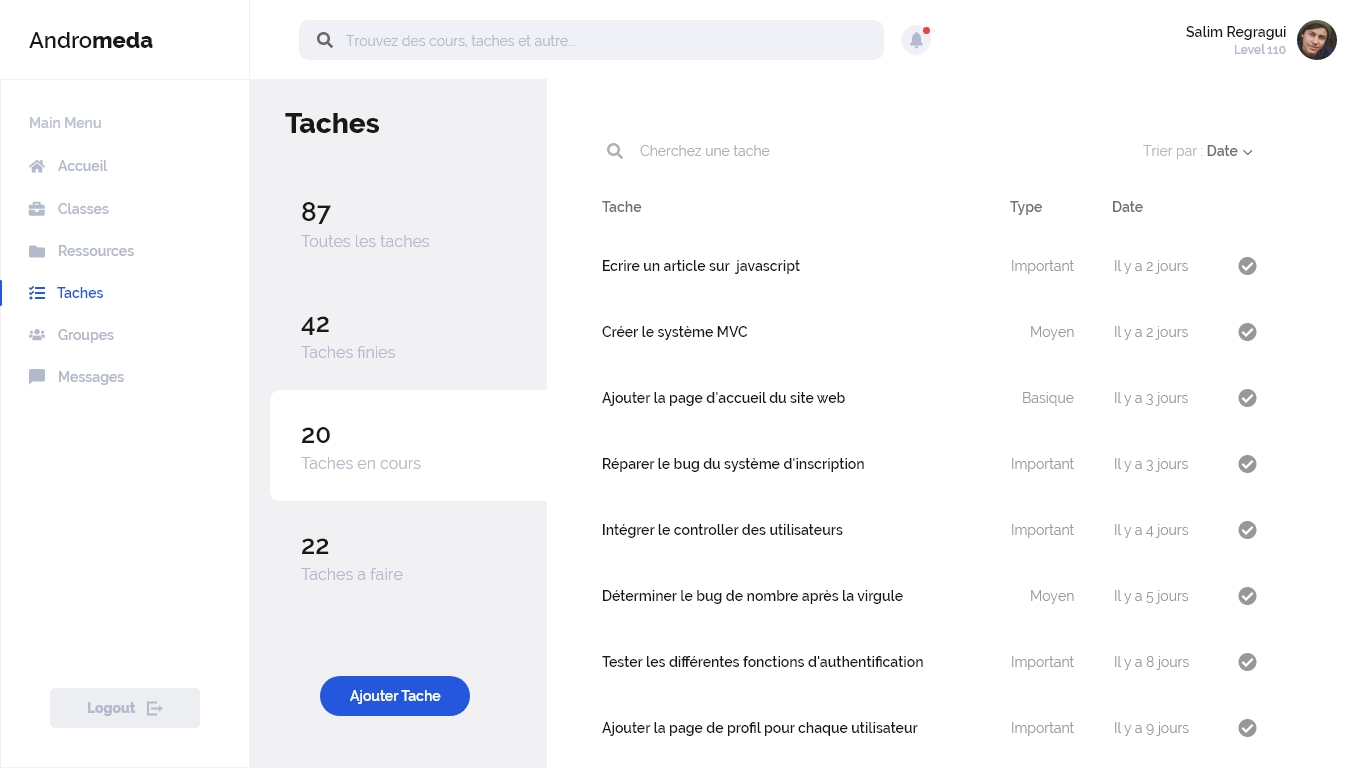 Andromeda
Trouvez des cours, taches et autre...
Salim Regragui
Level 110
Main Menu
Accueil
Classes
Ressources
Taches
Groupes
Messages
Logout
Taches
87
Toutes les taches
42
Taches finies
20
Taches en cours
22
Taches a faire
Ajouter Tache
Cherchez une tache
Trier par : Date
Tache Type Date
Ecrire un article sur javascript Important Il y a 2 jours
Créer le système MVC Moyen Il y a 2 jours
Ajouter la page d'accueil du site web Basique Il y a 3 jours
Réparer le bug du système d'inscription Important Il y a 3 jours
Intégrer le controller des utilisateurs Important Il y a 4 jours
Déterminer le bug de nombre après la virgule Moyen Il y a 5 jours
Tester les différentes fonctions d'authentification Important Il y a 8 jours
Ajouter la page de profil pour chaque utilisateur Important Il y a 9 jours